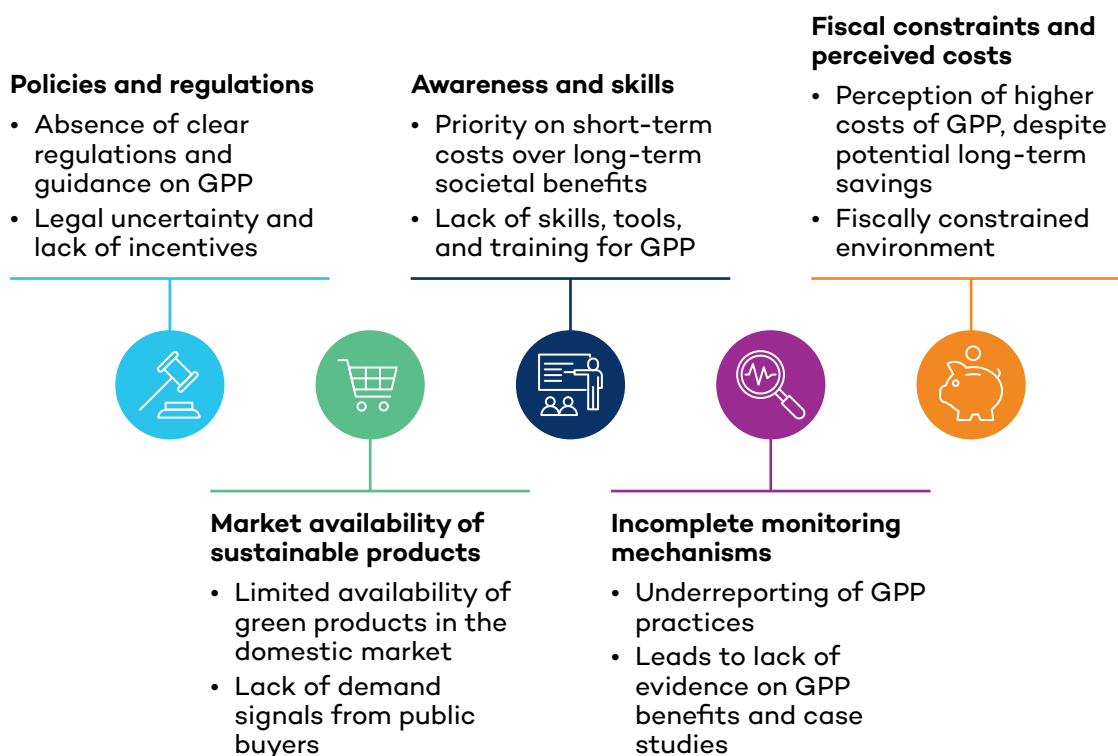 Policies and regulations
• Absence of clear
regulations and
guidance on GPP
• Legal uncertainty and
lack of incentives
Market availability of
sustainable products
• Limited availability of
green products in the
domestic market
• Lack of demand
signals from public
buyers
Awareness and skills
• Priority on short-term
costs over long-term
societal benefits
• Lack of skills, tools,
and training for GPP
Incomplete monitoring
mechanisms
• Underreporting of GPP
practices
• Leads to lack of
evidence on GPP
benefits and case
studies
Fiscal constraints and
perceived costs
• Perception of higher
costs of GPP, despite
potential long-term
savings
• Fiscally constrained
environment